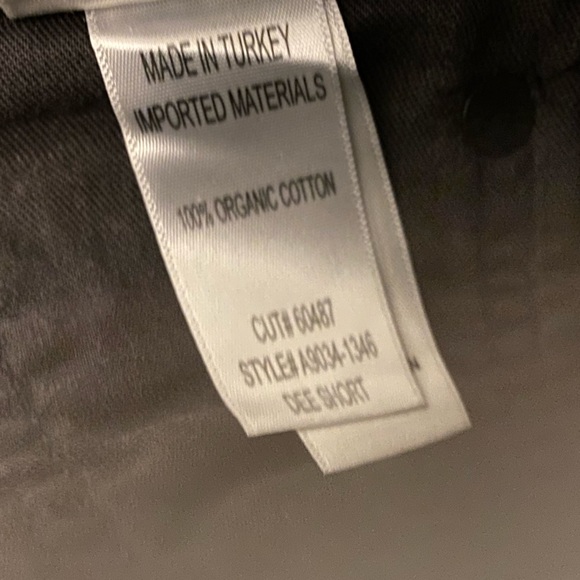 MADE IN TURKEY
IMPORTED MATERIALS
100% ORGANIC COTTON
CUT# 60487
STYLE# A9034-1346
DEE SHORT